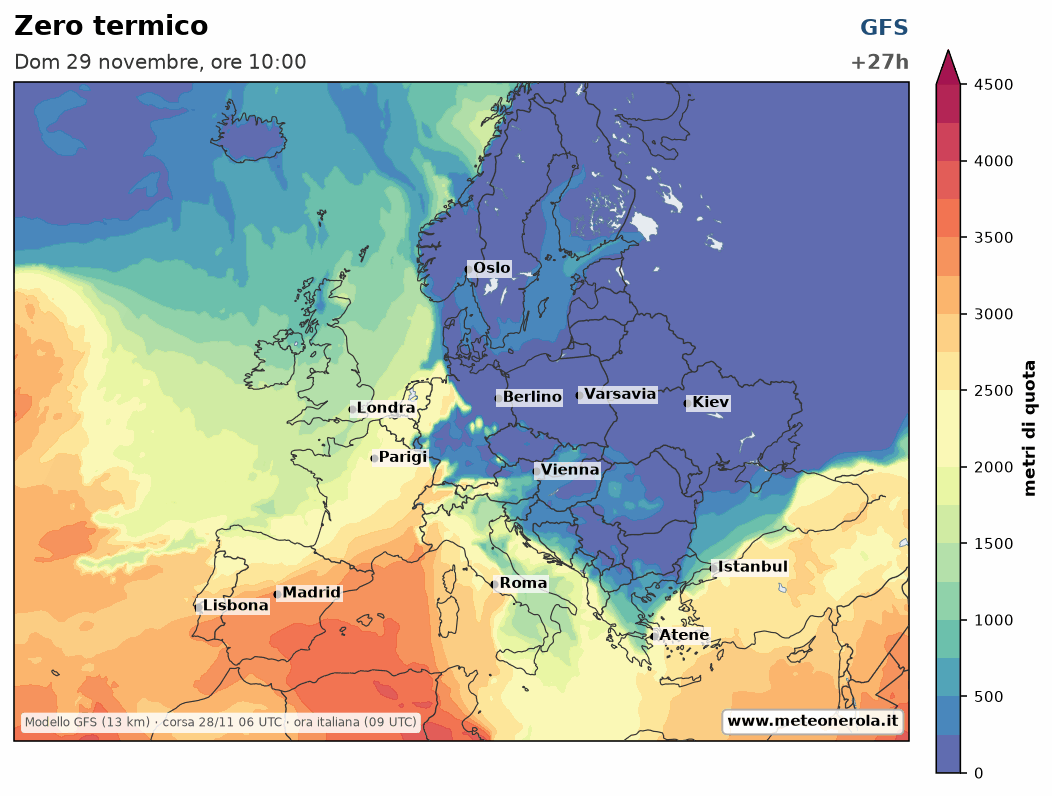 Zero termico
GFS
Dom 29 novembre, ore 10:00
+27h
4500
4000
3500
3000
2500
2000
1500
1000
500
0
metri di quota
Oslo
Berlino
Varsavia
Kiev
Londra
Parigi
Vienna
Istanbul
Roma
Madrid
Lisbona
Atene
Modello GFS (13 km) · corsa 28/11 06 UTC · ora italiana (09 UTC)
www.meteonerola.it